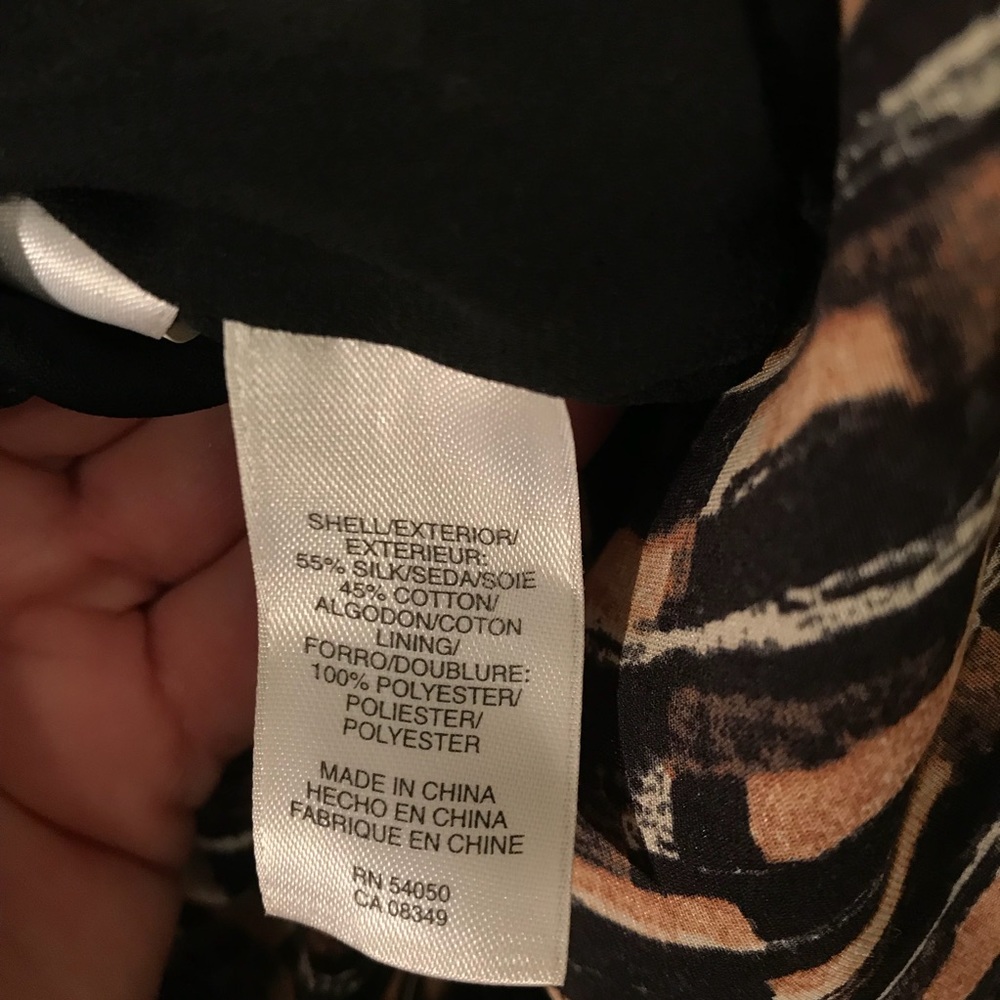 SHELL/EXTERIOR/
EXTERIEUR:
55% SILK/SEDA/SOIE
45% COTTON/
ALGODON/COTON
LINING/
FORRO/DOUBLURE:
100% POLYESTER/
POLIESTER/
POLYESTER
MADE IN CHINA
HECHO EN CHINA
FABRIQUE EN CHINE
RN 54050
CA 08349